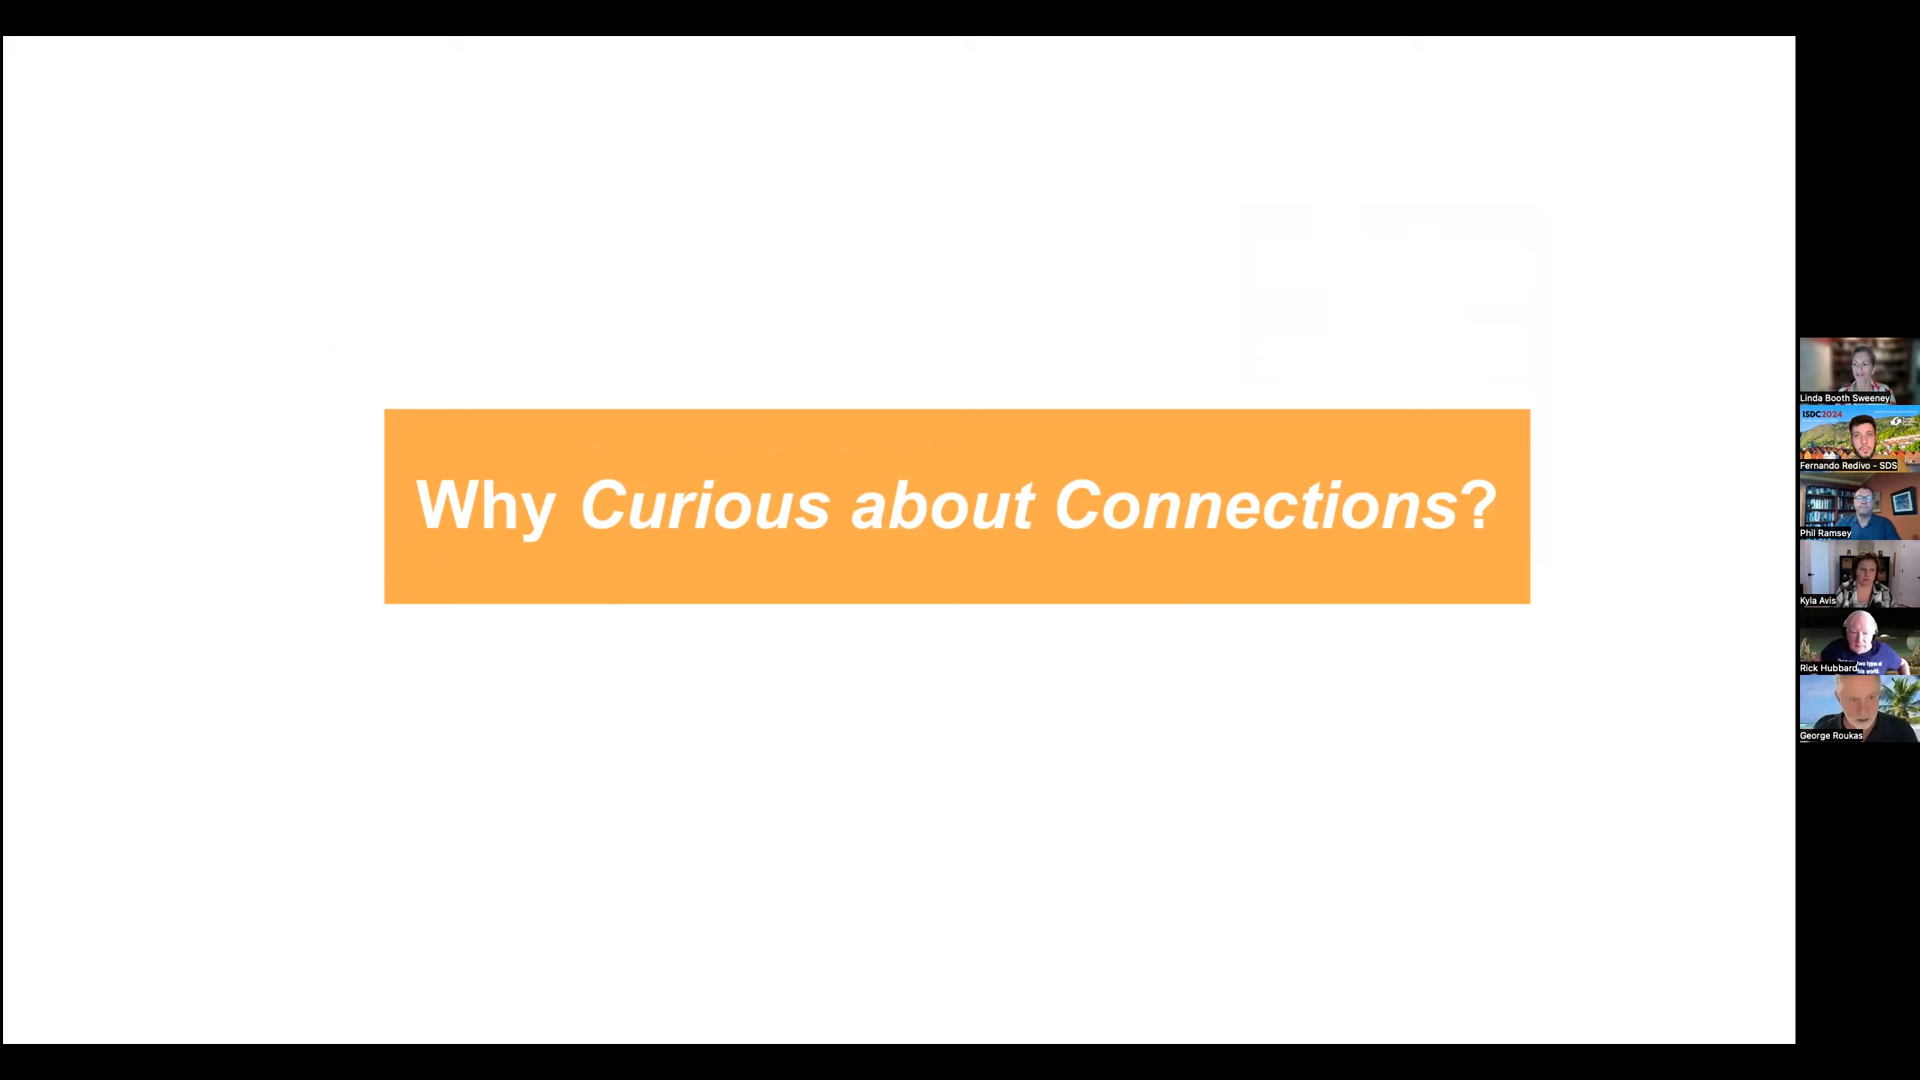 Why Curious about Connections?
Linda Booth Sweeney
ISDC2024
Fernando Redivo - SDS
Phil Ramsey
Kyla Avis
Rick Hubbard
George Roukas